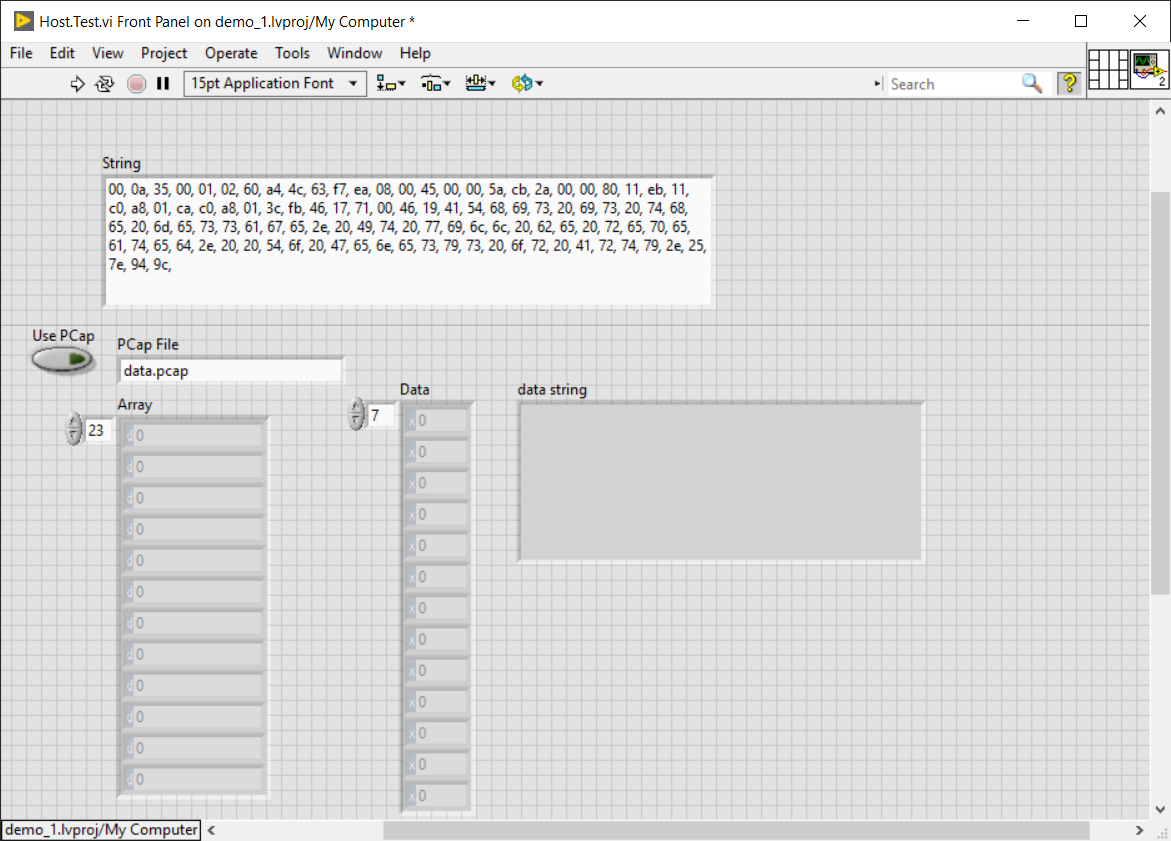 Host.Test.vi Front Panel on demo_1.lvproj/My Computer *
File Edit View Project Operate Tools Window Help
15pt Application Font
Search
?
2
String
00, 0a, 35, 00, 01, 02, 60, a4, 4c, 63, f7, ea, 08, 00, 45, 00, 00, 5a, cb, 2a, 00, 00, 80, 11, eb, 11,
c0, a8, 01, ca, c0, a8, 01, 3c, fb, 46, 17, 71, 00, 46, 19, 41, 54, 68, 69, 73, 20, 69, 73, 20, 74, 68,
65, 20, 6d, 65, 73, 73, 61, 67, 65, 2e, 20, 49, 74, 20, 77, 69, 6c, 6c, 20, 62, 65, 20, 72, 65, 70, 65,
61, 74, 65, 64, 2e, 20, 20, 54, 6f, 20, 47, 65, 6e, 65, 73, 79, 73, 20, 6f, 72, 20, 41, 72, 74, 79, 2e, 25,
7e, 94, 9c,
Use PCap
PCap File
data.pcap
Array
23
d 0
d 0
d 0
d 0
d 0
d 0
d 0
d 0
d 0
d 0
d 0
d 0
Data
7
x 0
x 0
x 0
x 0
x 0
x 0
x 0
x 0
x 0
x 0
x 0
x 0
x 0
data string
demo_1.lvproj/My Computer